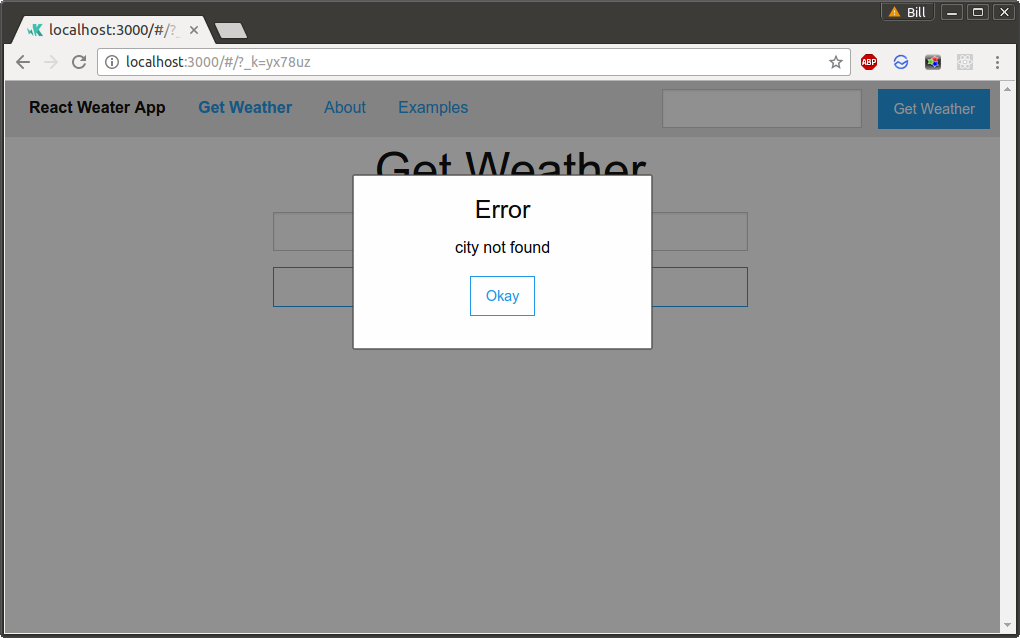 Bill
localhost:3000/#/?_
localhost:3000/#/?_k=yx78uz
ABP
React Weater App Get Weather About Examples Get Weather
Get Weather
Error
city not found
Okay